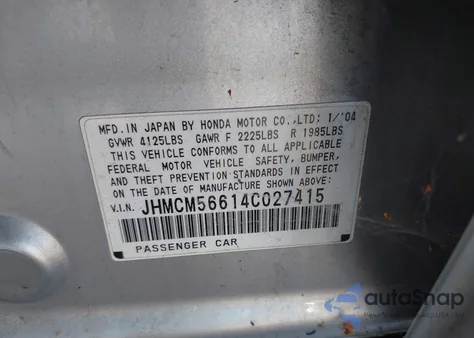 MFD.IN JAPAN BY HONDA MOTOR CO.,LTD: 1/'04
GVWR 4125LBS GAWR F 2225LBS R 1985LBS
THIS VEHICLE CONFORMS TO ALL APPLICABLE
FEDERAL MOTOR VEHICLE SAFETY, BUMPER,
AND THEFT PREVENTION STANDARDS IN EFFECT
ON THE DATE OF MANUFACTURE SHOWN ABOVE:
V.I.N. JHMCM56614C027415
PASSENGER CAR
autoSnap